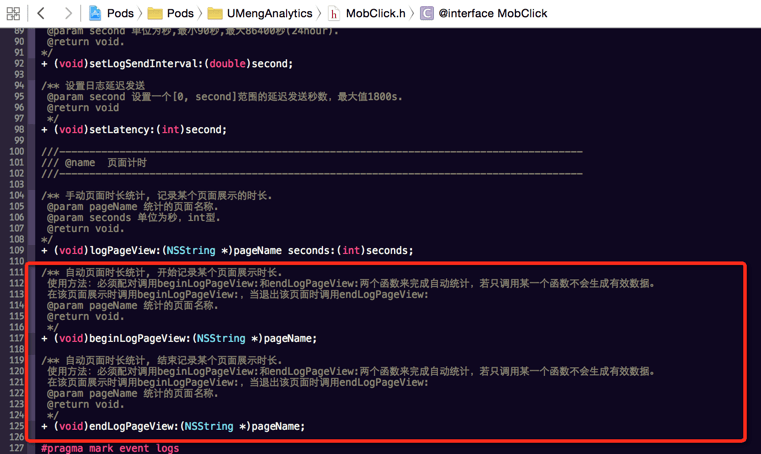 Pods Pods UMengAnalytics MobClick.h @interface MobClick
89 @param second 单位为秒,最小90秒,最大86400秒(24hour).
90 @return void.
91 */
92 + (void)setLogSendInterval:(double)second;
93
94 /** 设置日志延迟发送
95 @param second 设置一个[0, second]范围的延迟发送秒数，最大值1800s.
96 @return void
97 */
98 + (void)setLatency:(int)second;
99
100 ///---------------------------------------------------------------------------------------
101 /// @name 页面计时
102 ///---------------------------------------------------------------------------------------
103
104 /** 手动页面时长统计, 记录某个页面展示的时长.
105 @param pageName 统计的页面名称.
106 @param seconds 单位为秒，int型.
107 @return void.
108 */
109 + (void)logPageView:(NSString *)pageName seconds:(int)seconds;
110
111 /** 自动页面时长统计, 开始记录某个页面展示时长.
112 使用方法：必须配对调用beginLogPageView:和endLogPageView:两个函数来完成自动统计，若只调用某一个函数不会生成有效数据。
113 在该页面展示时调用beginLogPageView:，当退出该页面时调用endLogPageView:
114 @param pageName 统计的页面名称.
115 @return void.
116 */
117 + (void)beginLogPageView:(NSString *)pageName;
118
119 /** 自动页面时长统计, 结束记录某个页面展示时长.
120 使用方法：必须配对调用beginLogPageView:和endLogPageView:两个函数来完成自动统计，若只调用某一个函数不会生成有效数据。
121 在该页面展示时调用beginLogPageView:，当退出该页面时调用endLogPageView:
122 @param pageName 统计的页面名称.
123 @return void.
124 */
125 + (void)endLogPageView:(NSString *)pageName;
126
127 #pragma mark event logs